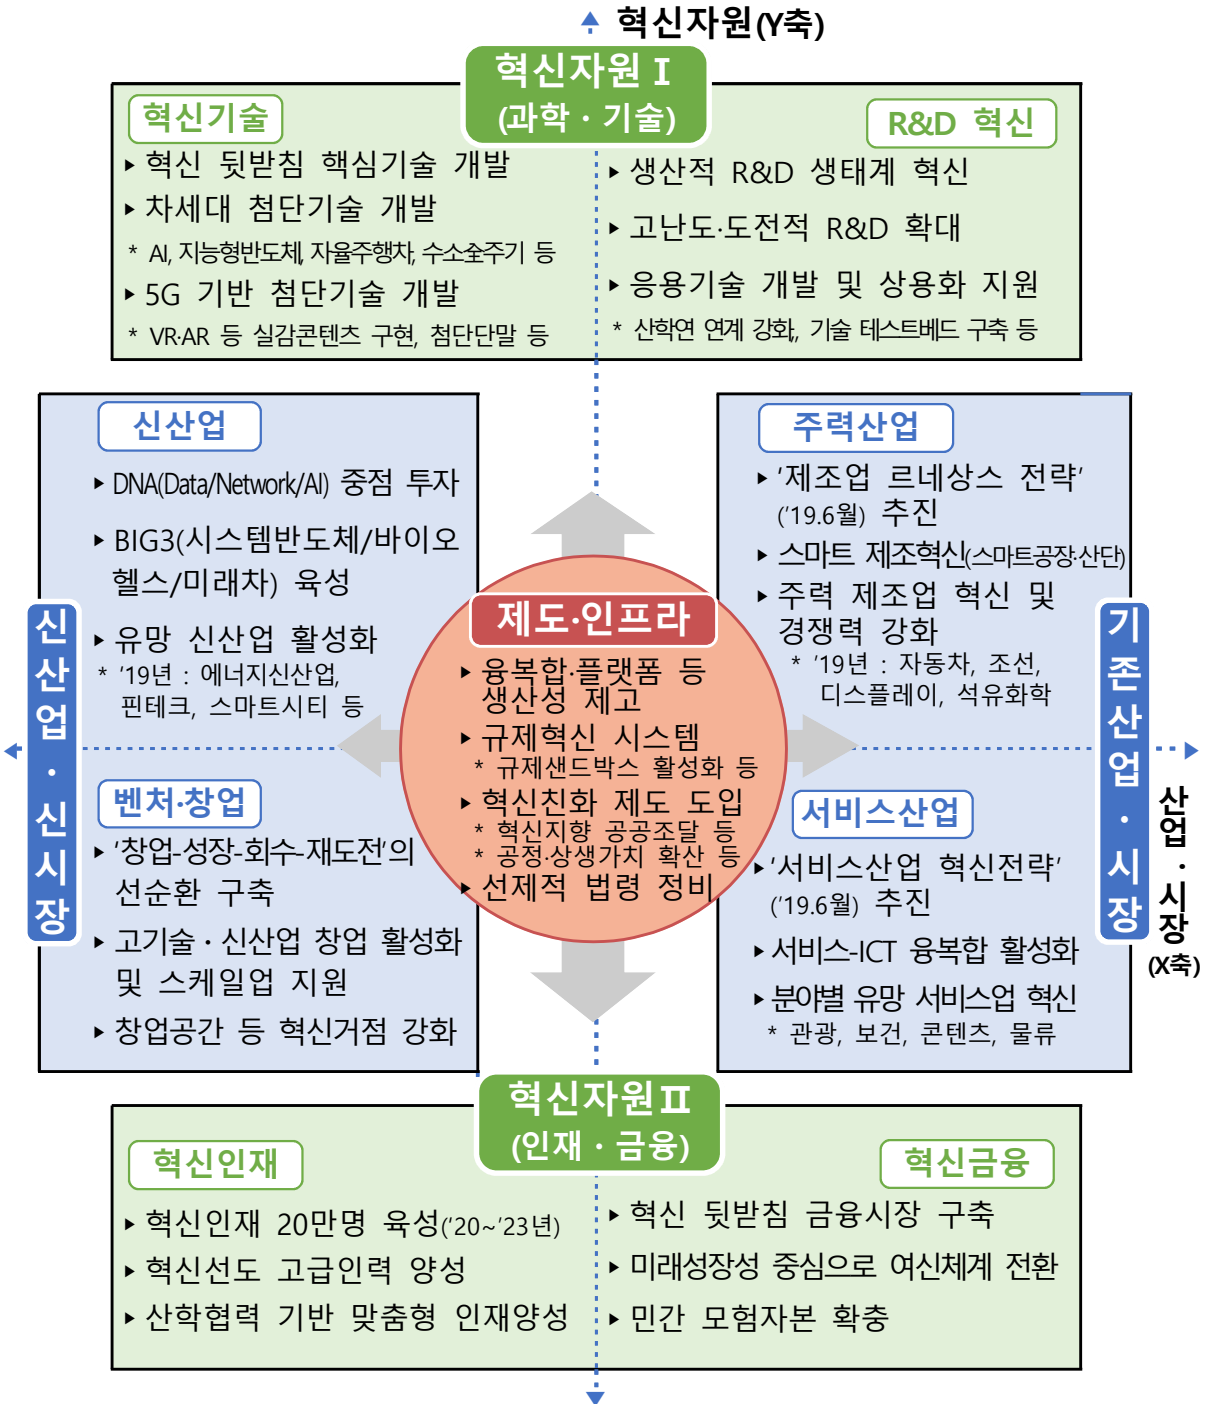 혁신자원(Y축)
혁신자원 Ⅰ
(과학 · 기술)
혁신기술
▸ 혁신 뒷받침 핵심기술 개발
▸ 차세대 첨단기술 개발
* AI, 지능형반도체, 자율주행차, 수소全주기 등
▸ 5G 기반 첨단기술 개발
* VR·AR 등 실감콘텐츠 구현, 첨단단말 등
R&D 혁신
▸ 생산적 R&D 생태계 혁신
▸ 고난도·도전적 R&D 확대
▸ 응용기술 개발 및 상용화 지원
* 산학연 연계 강화, 기술 테스트베드 구축 등
신산업 · 신시장
신산업
▸ DNA(Data/Network/AI) 중점 투자
▸ BIG3(시스템반도체/바이오
헬스/미래차) 육성
▸ 유망 신산업 활성화
* '19년 : 에너지신산업,
핀테크, 스마트시티 등
벤처·창업
▸ '창업-성장-회수-재도전'의
선순환 구축
▸ 고기술 · 신산업 창업 활성화
및 스케일업 지원
▸ 창업공간 등 혁신거점 강화
제도·인프라
▸ 융복합·플랫폼 등
생산성 제고
▸ 규제혁신 시스템
* 규제샌드박스 활성화 등
▸ 혁신친화 제도 도입
* 혁신지향 공공조달 등
* 공정·상생가치 확산 등
▸ 선제적 법령 정비
주력산업
▸ '제조업 르네상스 전략'
('19.6월) 추진
▸ 스마트 제조혁신(스마트공장·산단)
▸ 주력 제조업 혁신 및
경쟁력 강화
* '19년 : 자동차, 조선,
디스플레이, 석유화학
서비스산업
▸ '서비스산업 혁신전략'
('19.6월) 추진
▸ 서비스-ICT 융복합 활성화
▸ 분야별 유망 서비스업 혁신
* 관광, 보건, 콘텐츠, 물류
기존산업 · 시장
산업 · 시장
(X축)
혁신자원Ⅱ
(인재 · 금융)
혁신인재
▸ 혁신인재 20만명 육성('20~'23년)
▸ 혁신선도 고급인력 양성
▸ 산학협력 기반 맞춤형 인재양성
혁신금융
▸ 혁신 뒷받침 금융시장 구축
▸ 미래성장성 중심으로 여신체계 전환
▸ 민간 모험자본 확충